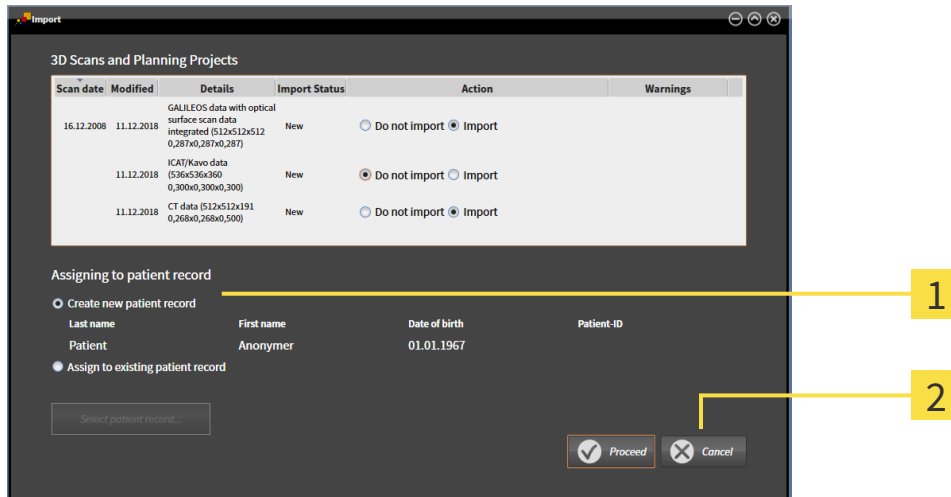 Import
3D Scans and Planning Projects
Scan date Modified Details Import Status Action Warnings
GALILEOS data with optical
surface scan data
16.12.2008 11.12.2018 integrated (512x512x512 New Do not import Import
0,287x0,287x0,287)
ICAT/Kavo data
11.12.2018 (536x536x360 New Do not import Import
0,300x0,300x0,300)
11.12.2018 CT data (512x512x191 New Do not import Import
0,268x0,268x0,500)
Assigning to patient record
Create new patient record
1
Last name First name Date of birth Patient-ID
Patient Anonymer 01.01.1967
Assign to existing patient record
2
Select patient record...
Proceed Cancel